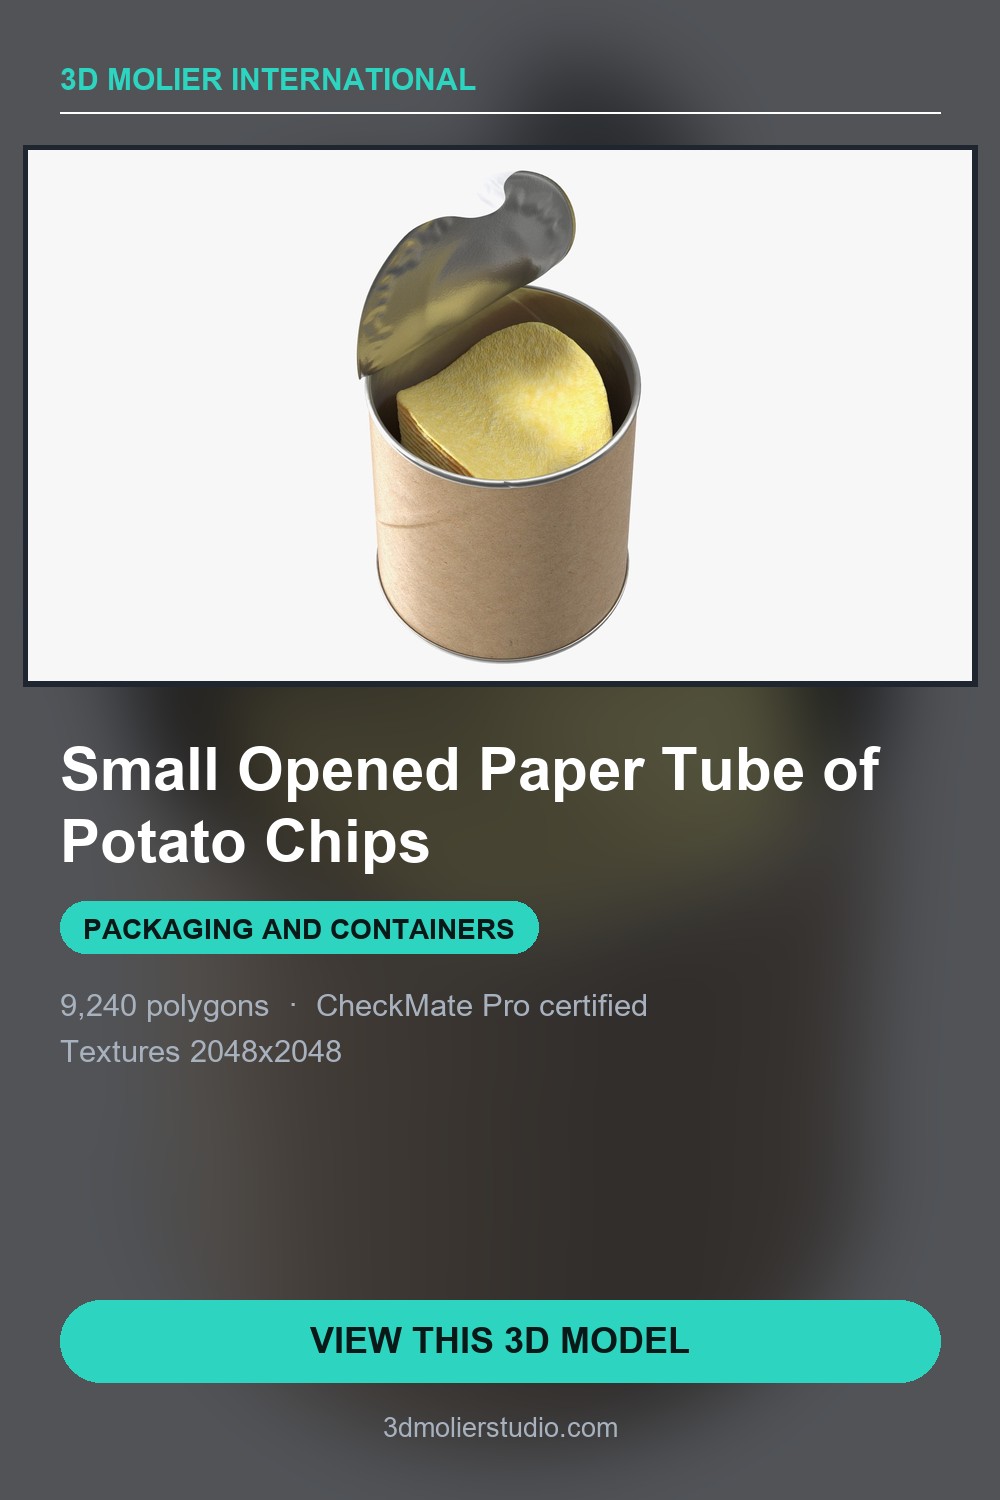 3D MOLIER INTERNATIONAL
Small Opened Paper Tube of
Potato Chips
PACKAGING AND CONTAINERS
9,240 polygons · CheckMate Pro certified
Textures 2048x2048
VIEW THIS 3D MODEL
3dmolierstudio.com